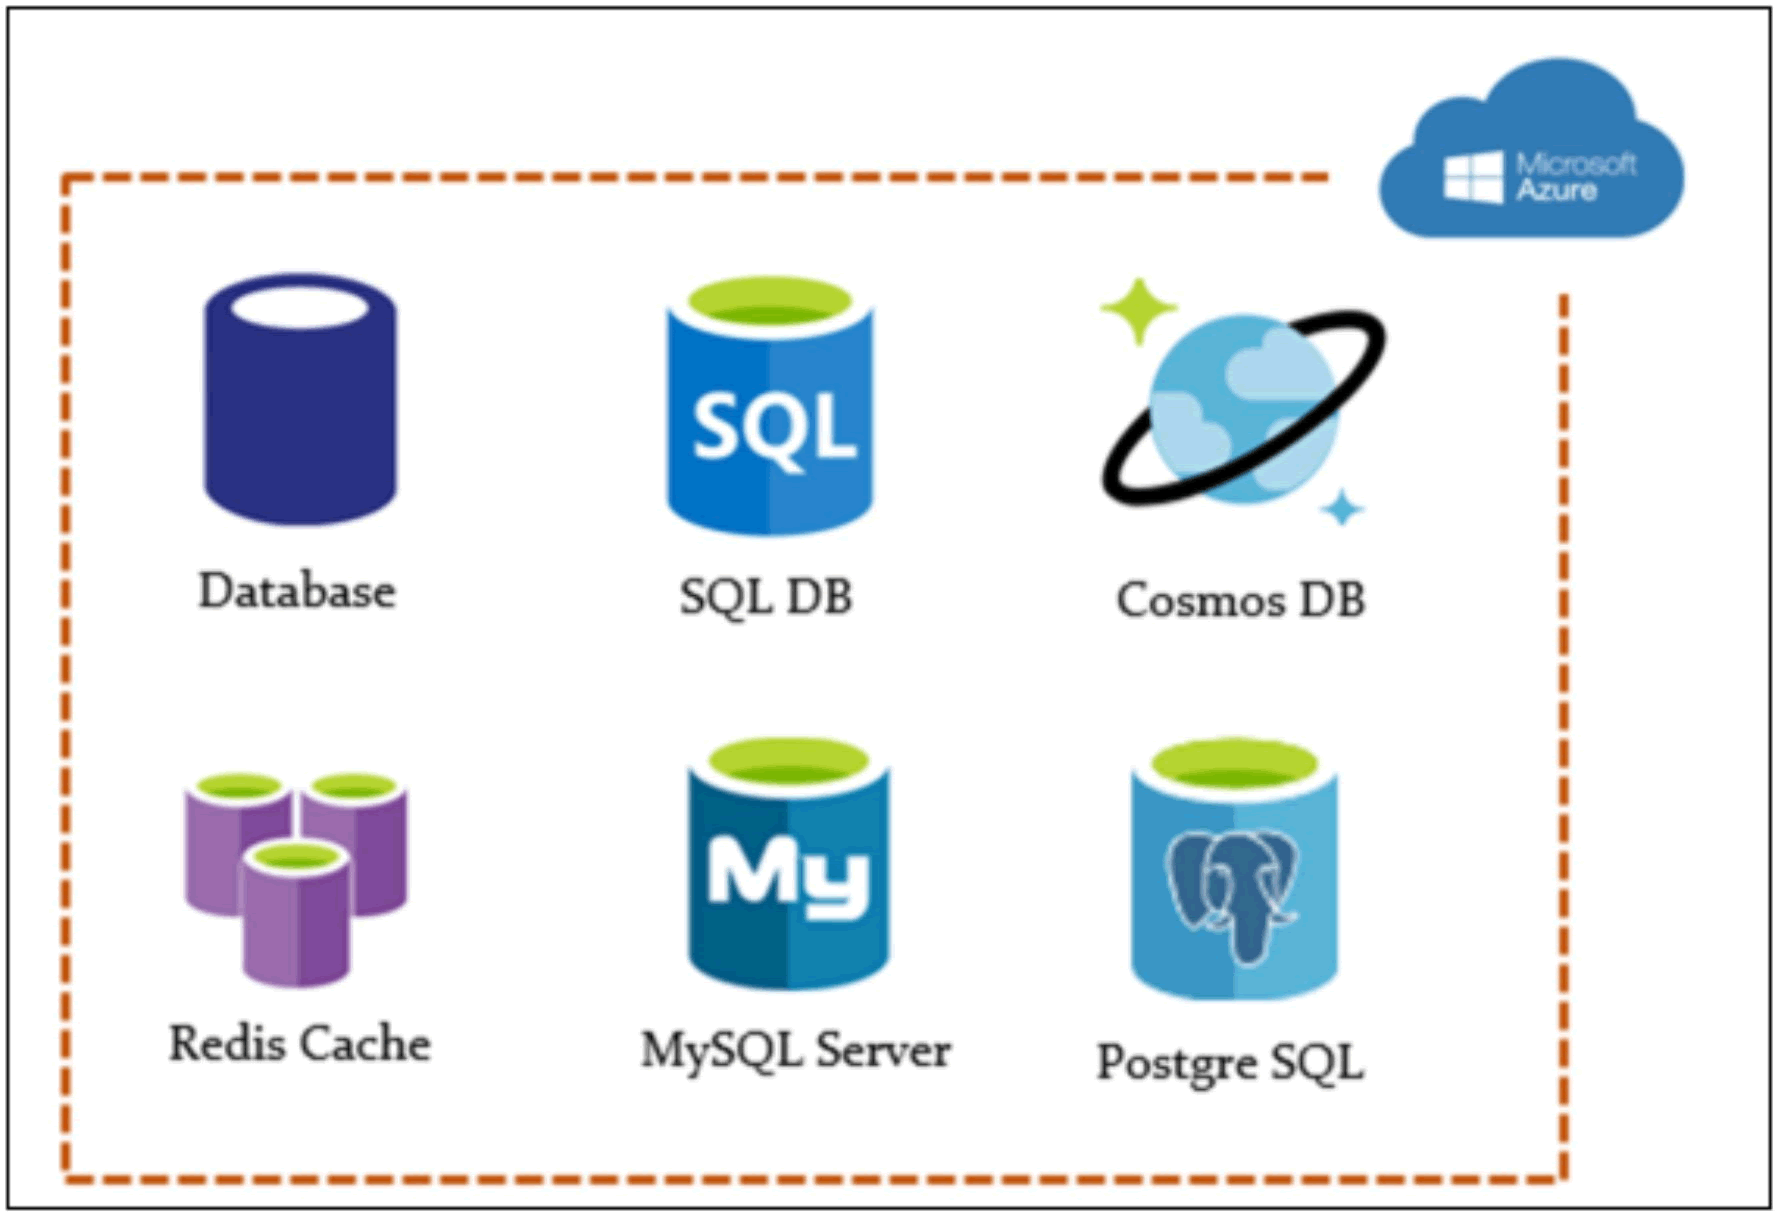 Microsoft
Azure
SQL
Database
SQL DB
Cosmos DB
My
Redis Cache
MySQL Server
Postgre SQL